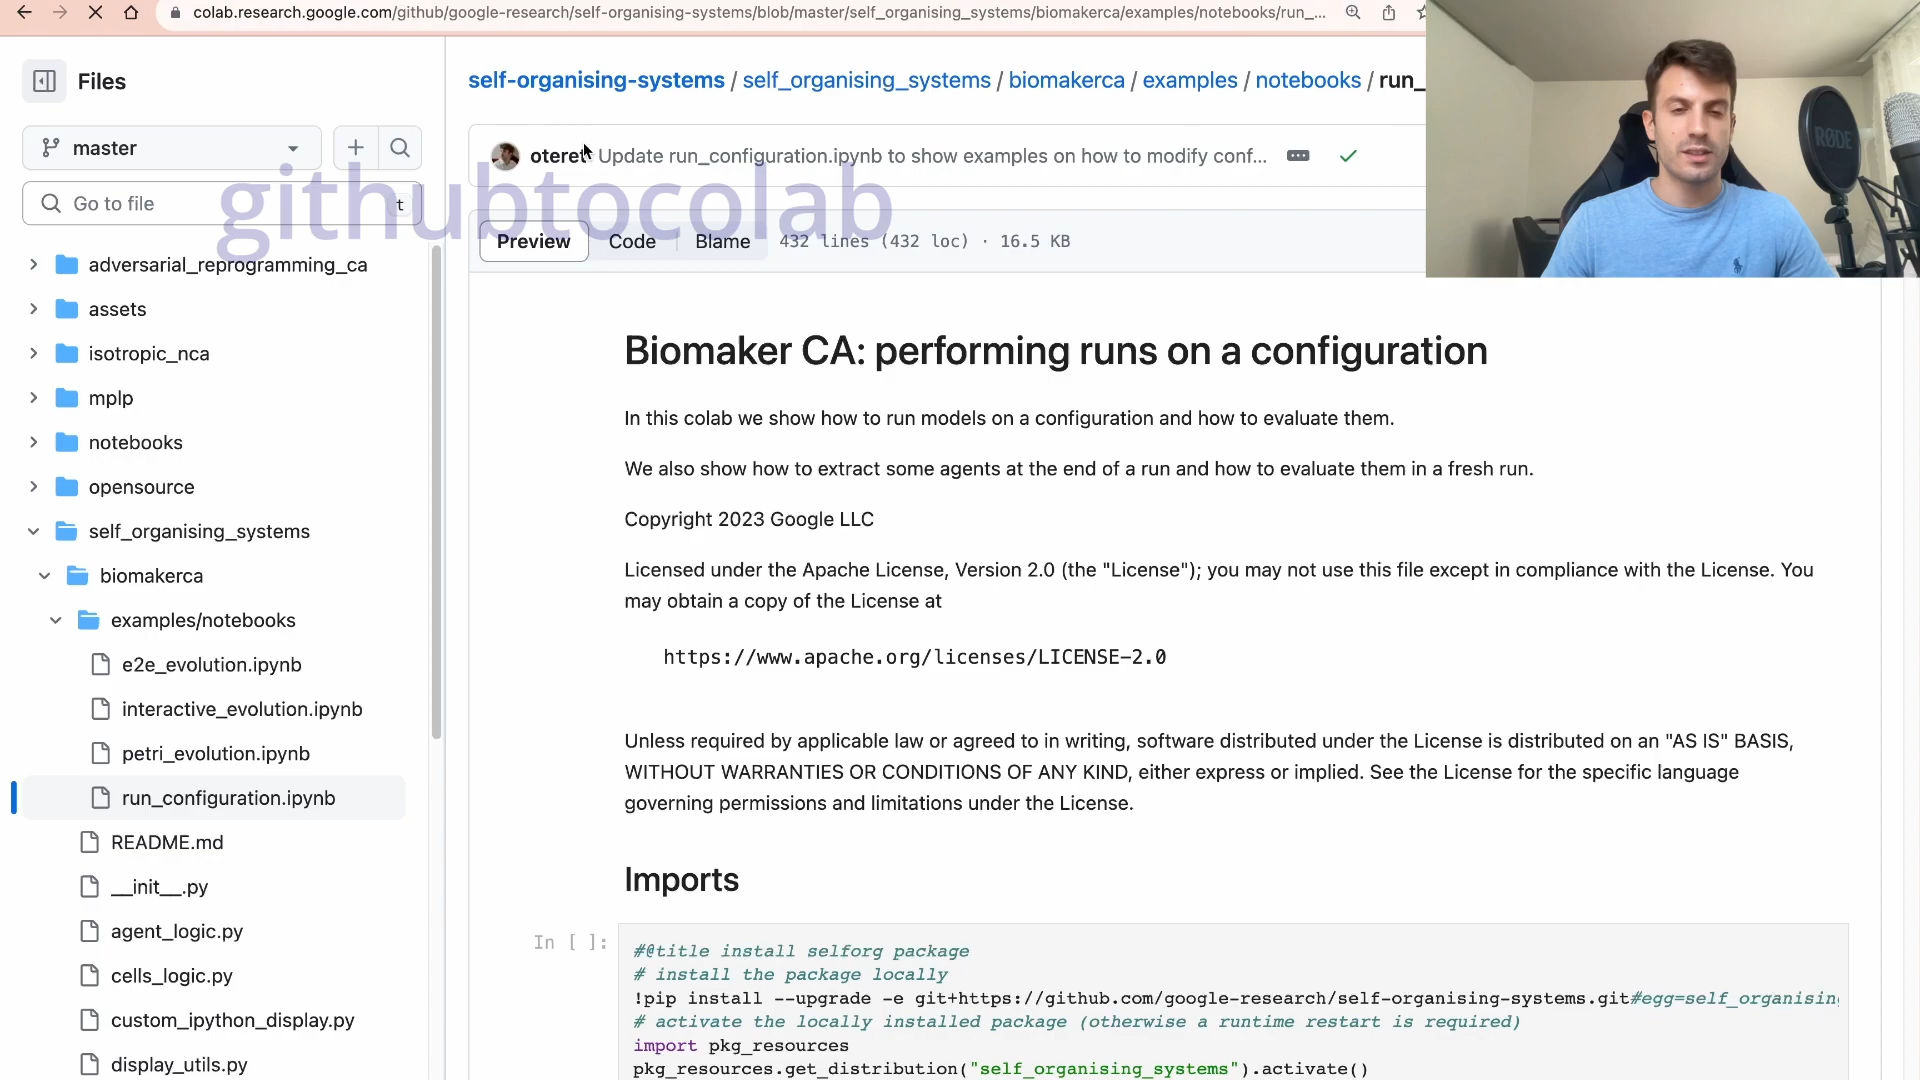 colab.research.google.com/github/google-research/self-organising-systems/blob/master/self_organising_systems/biomakerca/examples/notebooks/run_...
Files
self-organising-systems / self_organising_systems / biomakerca / examples / notebooks / run_
master
Update run_configuration.ipynb to show examples on how to modify conf...
githubtocolab
Go to file
t
Preview
Code
Blame
432 lines (432 loc) · 16.5 KB
RØDE
adversarial_reprogramming_ca
assets
isotropic_nca
mplp
notebooks
opensource
self_organising_systems
biomakerca
examples/notebooks
e2e_evolution.ipynb
interactive_evolution.ipynb
petri_evolution.ipynb
run_configuration.ipynb
README.md
__init__.py
agent_logic.py
cells_logic.py
custom_ipython_display.py
display_utils.py
Biomaker CA: performing runs on a configuration
In this colab we show how to run models on a configuration and how to evaluate them.
We also show how to extract some agents at the end of a run and how to evaluate them in a fresh run.
Copyright 2023 Google LLC
Licensed under the Apache License, Version 2.0 (the "License"); you may not use this file except in compliance with the License. You
may obtain a copy of the License at
https://www.apache.org/licenses/LICENSE-2.0
Unless required by applicable law or agreed to in writing, software distributed under the License is distributed on an "AS IS" BASIS,
WITHOUT WARRANTIES OR CONDITIONS OF ANY KIND, either express or implied. See the License for the specific language
governing permissions and limitations under the License.
Imports
In [ ]:
#@title install selforg package
# install the package locally
!pip install --upgrade -e git+https://github.com/google-research/self-organising-systems.git#egg=self_organising
# activate the locally installed package (otherwise a runtime restart is required)
import pkg_resources
pkg_resources.get_distribution("self_organising_systems").activate()